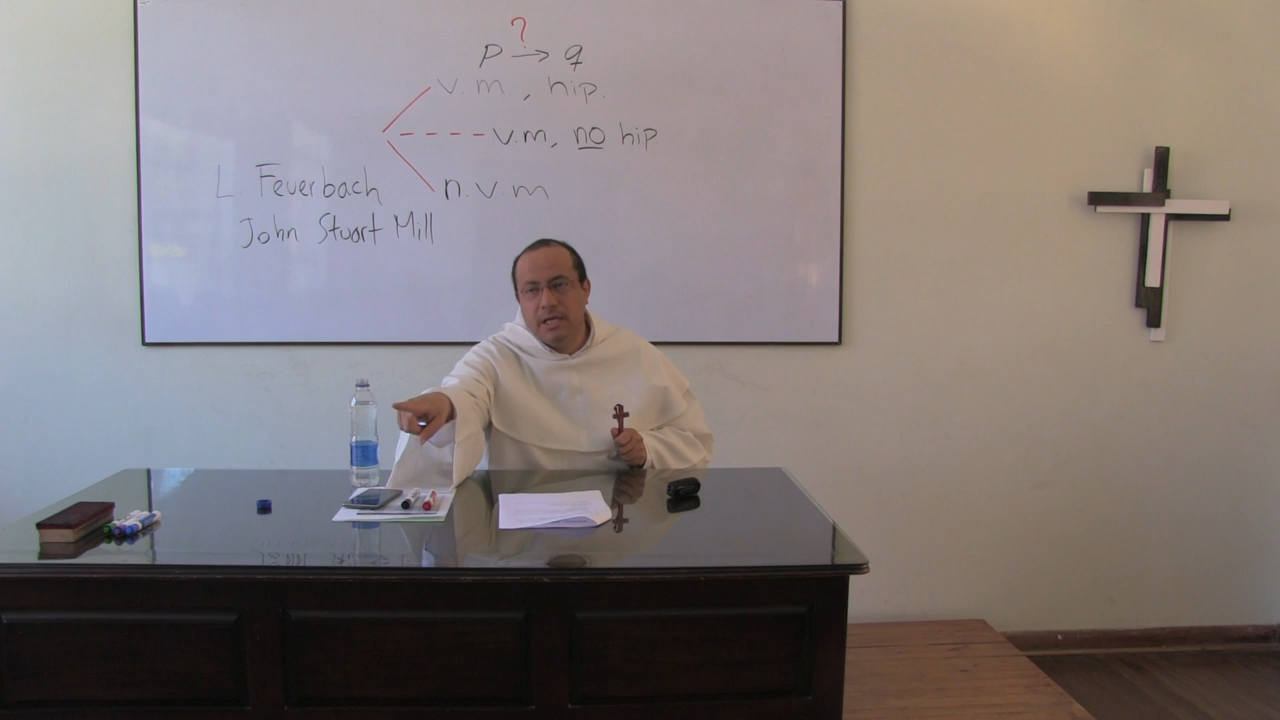 ?
p → q
v.m , hip.
v.m, no hip
n.v.m
L. Feuerbach
John Stuart Mill